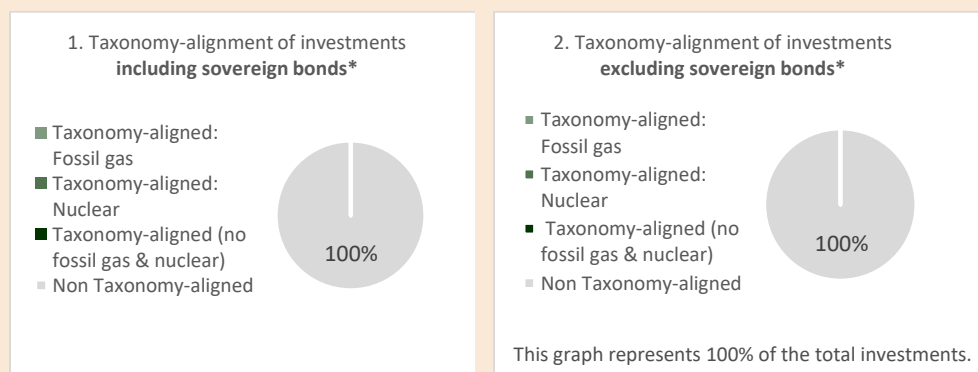 1. Taxonomy-alignment of investments
including sovereign bonds*
Taxonomy-aligned:
Fossil gas
Taxonomy-aligned:
Nuclear
Taxonomy-aligned (no
fossil gas & nuclear)
Non Taxonomy-aligned
100%
2. Taxonomy-alignment of investments
excluding sovereign bonds*
Taxonomy-aligned:
Fossil gas
Taxonomy-aligned:
Nuclear
Taxonomy-aligned (no
fossil gas & nuclear)
Non Taxonomy-aligned
100%
This graph represents 100% of the total investments.